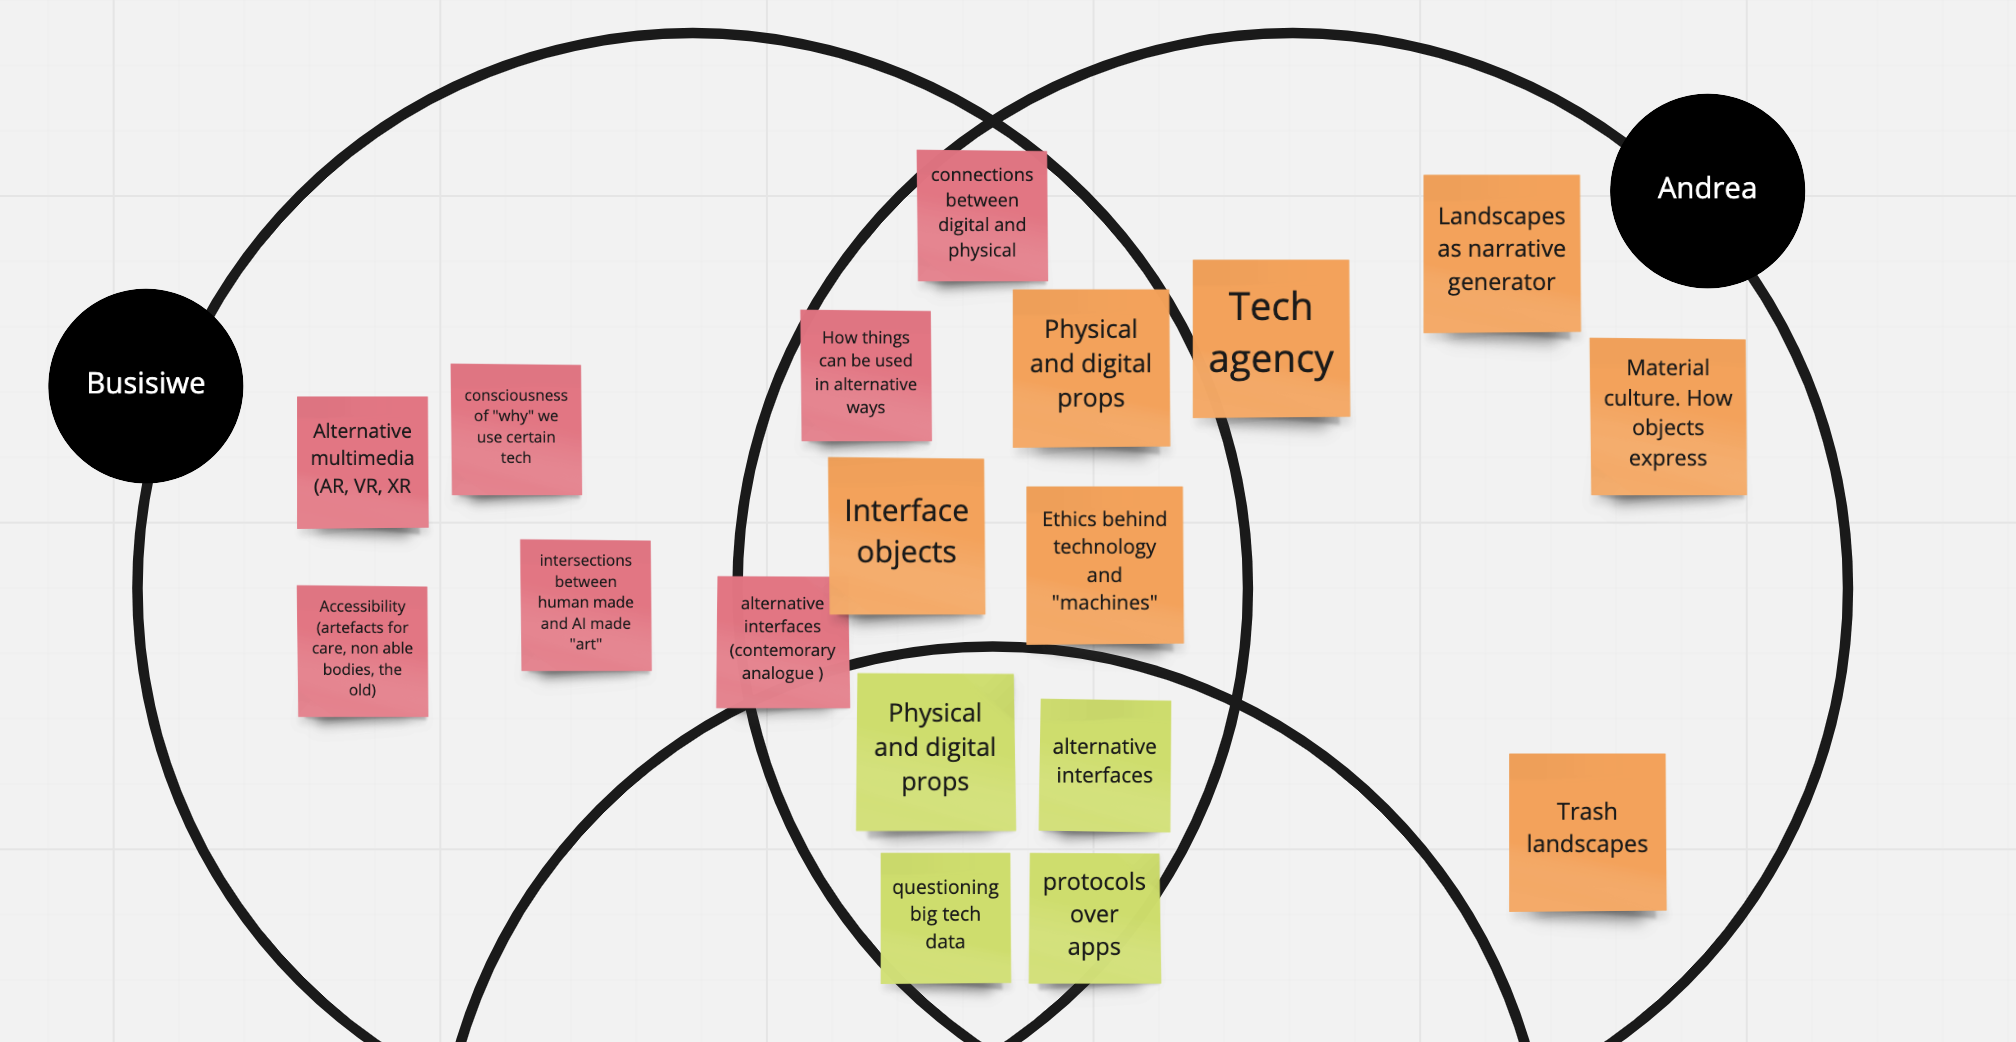 Busisiwe
Andrea
connections
between
digital and
physical
How things
can be used
in alternative
ways
Physical
and digital
props
Tech
agency
Landscapes
as narrative
generator
Material
culture. How
objects
express
Alternative
multimedia
(AR, VR, XR
consciousness
of "why" we
use certain
tech
Accessibility
(artefacts for
care, non able
bodies, the
old)
intersections
between
human made
and AI made
"art"
Interface
objects
Ethics behind
technology
and
"machines"
alternative
interfaces
(contemorary
analogue )
Physical
and digital
props
alternative
interfaces
questioning
big tech
data
protocols
over
apps
Trash
landscapes